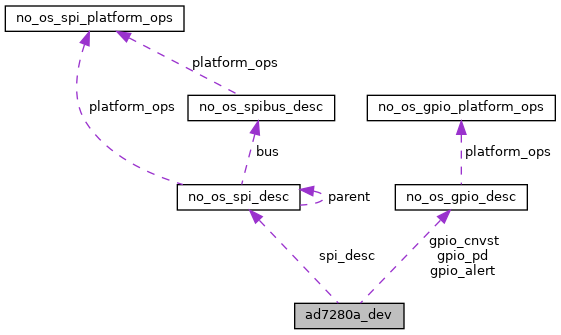 no_os_spi_platform_ops
platform_ops
platform_ops
no_os_spibus_desc
no_os_gpio_platform_ops
bus
platform_ops
no_os_spi_desc
parent
no_os_gpio_desc
spi_desc
gpio_cnvst
gpio_pd
gpio_alert
ad7280a_dev